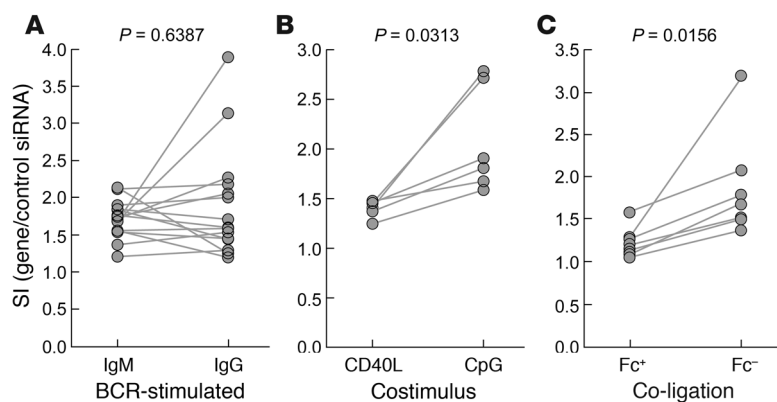 A
P = 0.6387
SI (gene/control siRNA)
4.0
3.5
3.0
2.5
2.0
1.5
1.0
0.5
0.0
IgM
IgG
BCR-stimulated
B
P = 0.0313
3.0
2.5
2.0
1.5
1.0
0.5
0.0
CD40L
CpG
Costimulus
C
P = 0.0156
3.5
3.0
2.5
2.0
1.5
1.0
0.5
0.0
Fc⁺
Fc⁻
Co-ligation